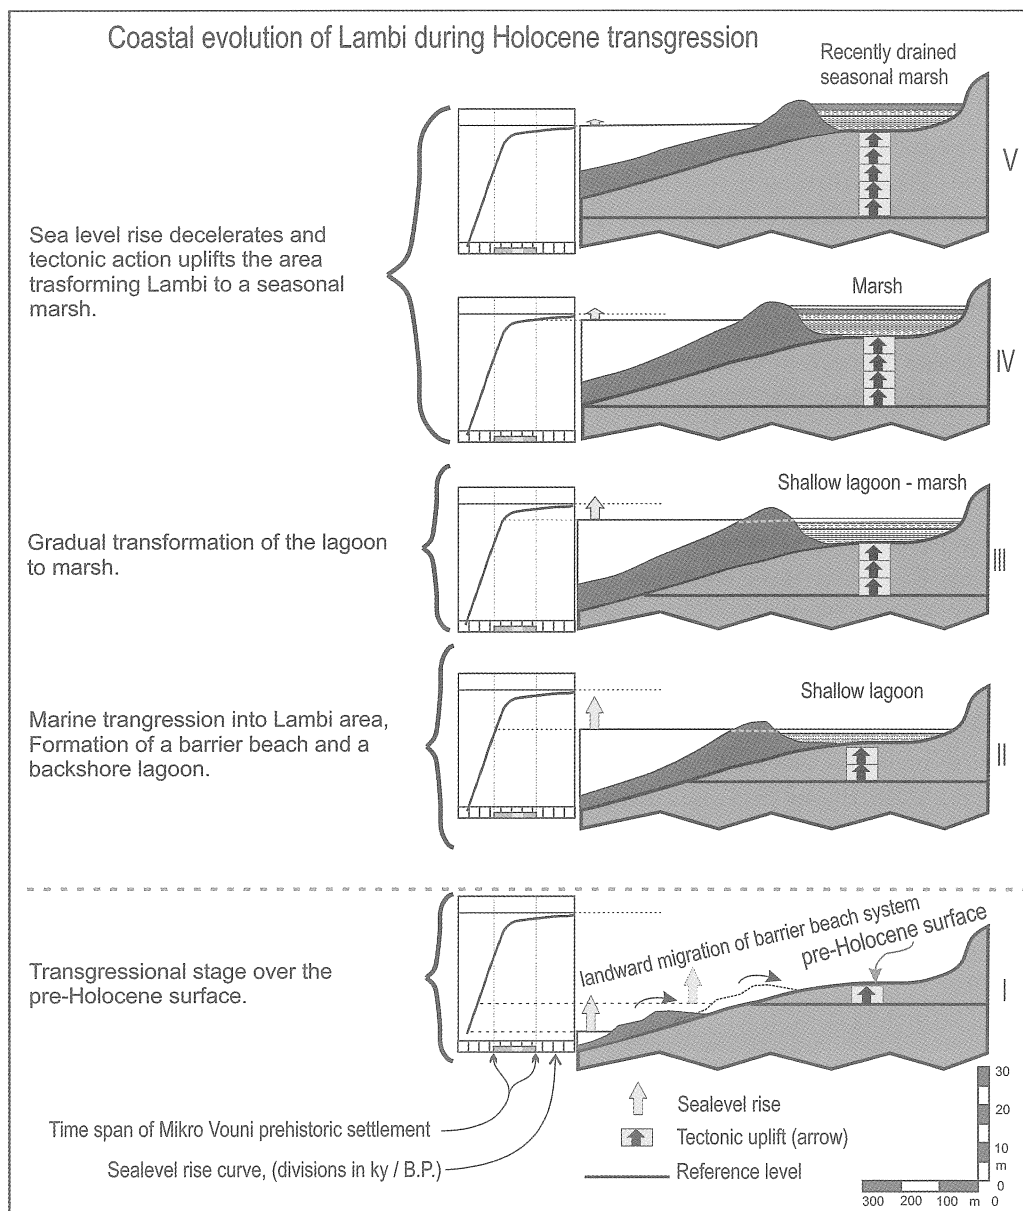 Coastal evolution of Lambi during Holocene transgression
Recently drained
seasonal marsh
V
Sea level rise decelerates and
tectonic action uplifts the area
trasforming Lambi to a seasonal
marsh.
Marsh
IV
Shallow lagoon - marsh
Gradual transformation of the lagoon
to marsh.
III
Shallow lagoon
Marine trangression into Lambi area,
Formation of a barrier beach and a
backshore lagoon.
II
landward migration of barrier beach system
pre-Holocene surface
Transgressional stage over the
pre-Holocene surface.
I
30
20
10
m
0
300 200 100 m 0
Sealevel rise
Time span of Mikro Vouni prehistoric settlement
Tectonic uplift (arrow)
Sealevel rise curve, (divisions in ky / B.P.)
Reference level